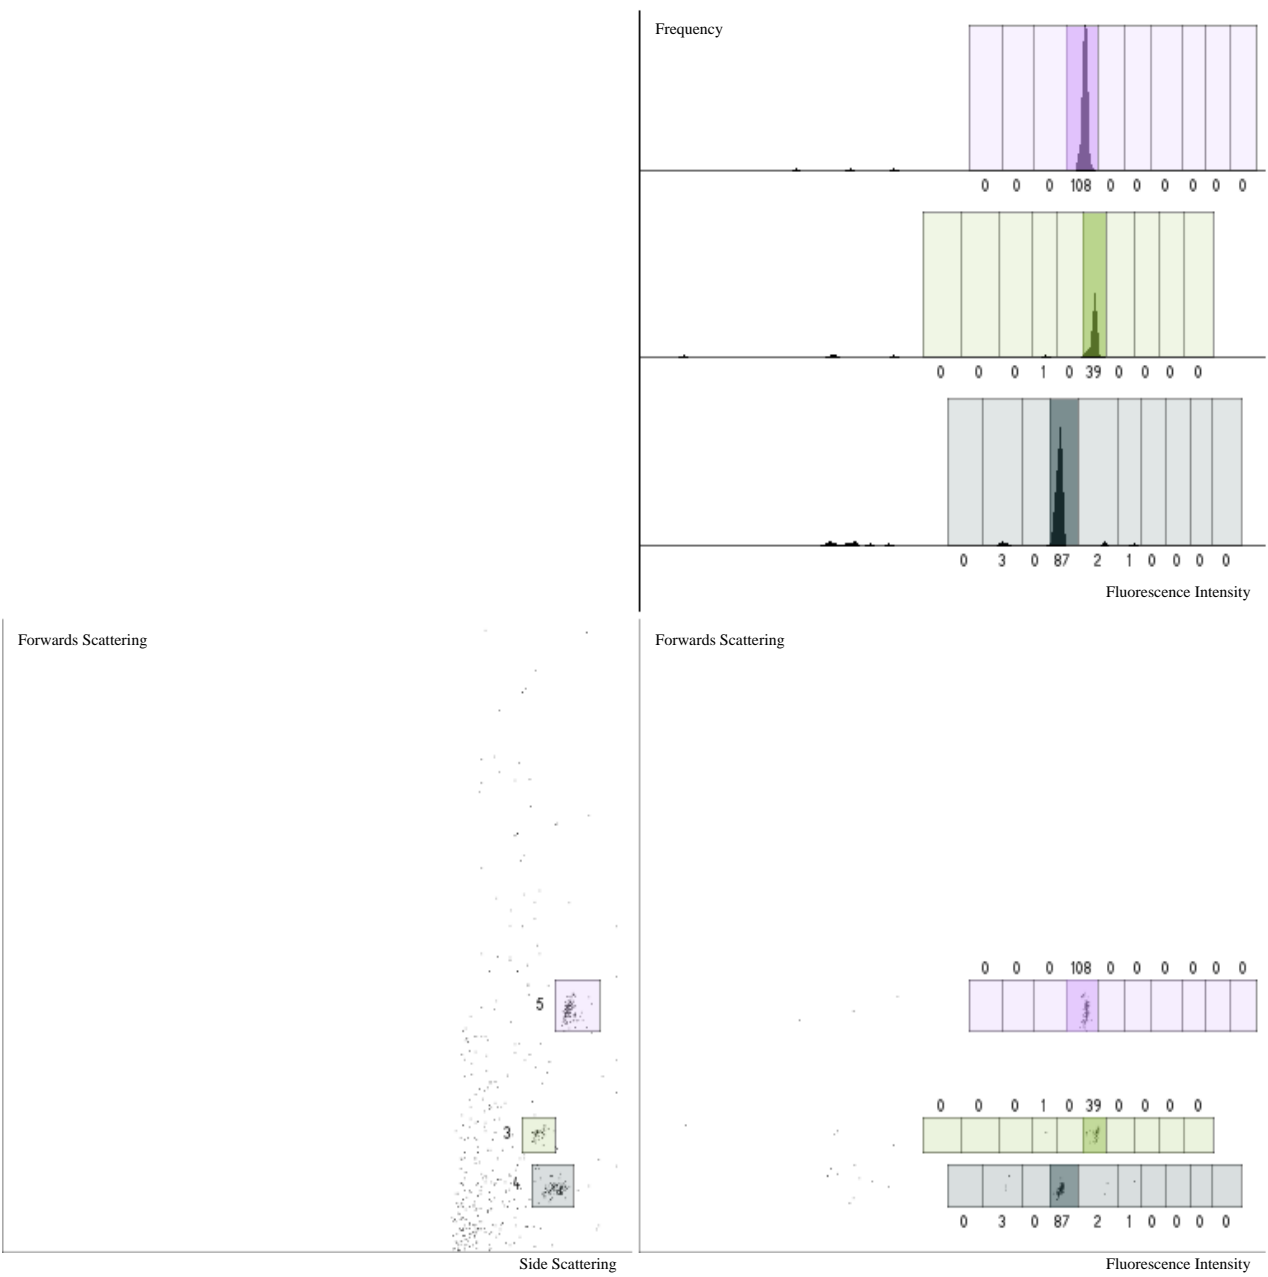 Frequency
0 0 0 108 0 0 0 0 0 0
0 0 0 1 0 39 0 0 0 0
0 3 0 87 2 1 0 0 0 0
Fluorescence Intensity
Forwards Scattering
5
3
4
Side Scattering
Forwards Scattering
0 0 0 108 0 0 0 0 0 0
0 0 0 1 0 39 0 0 0 0
0 3 0 87 2 1 0 0 0 0
Fluorescence Intensity